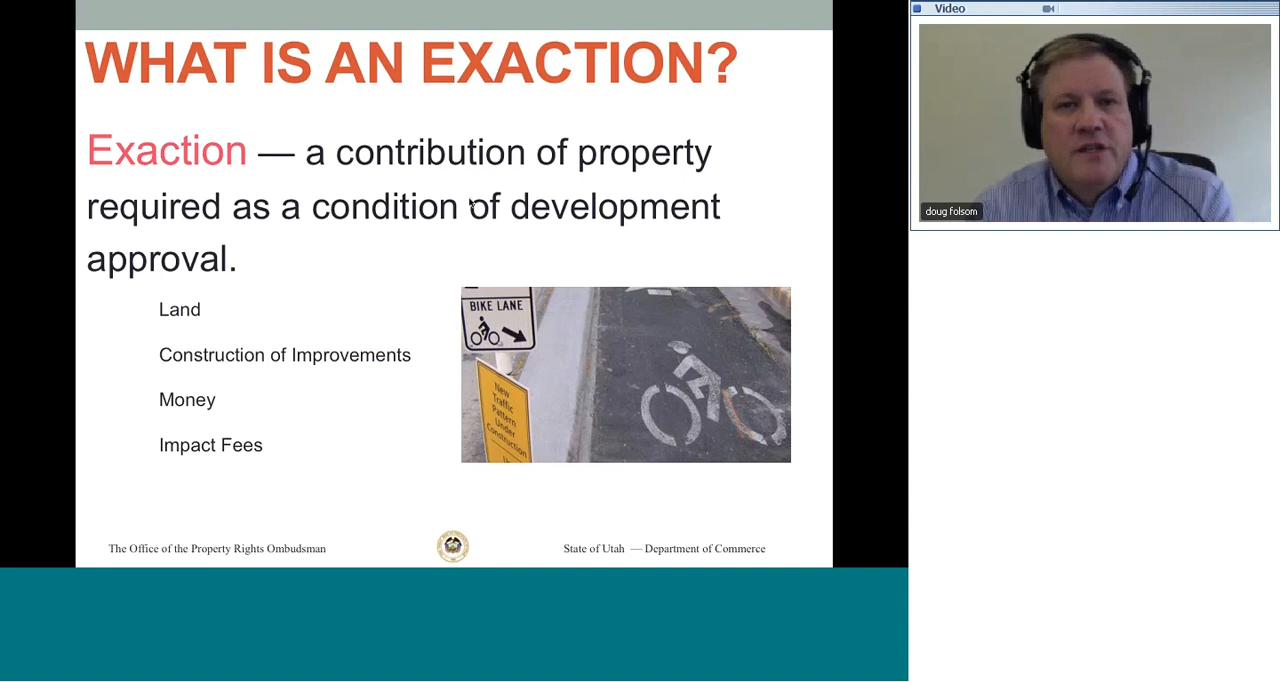 WHAT IS AN EXACTION?
Exaction — a contribution of property
required as a condition of development
approval.
Land
Construction of Improvements
Money
Impact Fees
BIKE LANE
New
Traffic
Pattern
Under
Construction
The Office of the Property Rights Ombudsman
State of Utah — Department of Commerce
Video
doug folsom